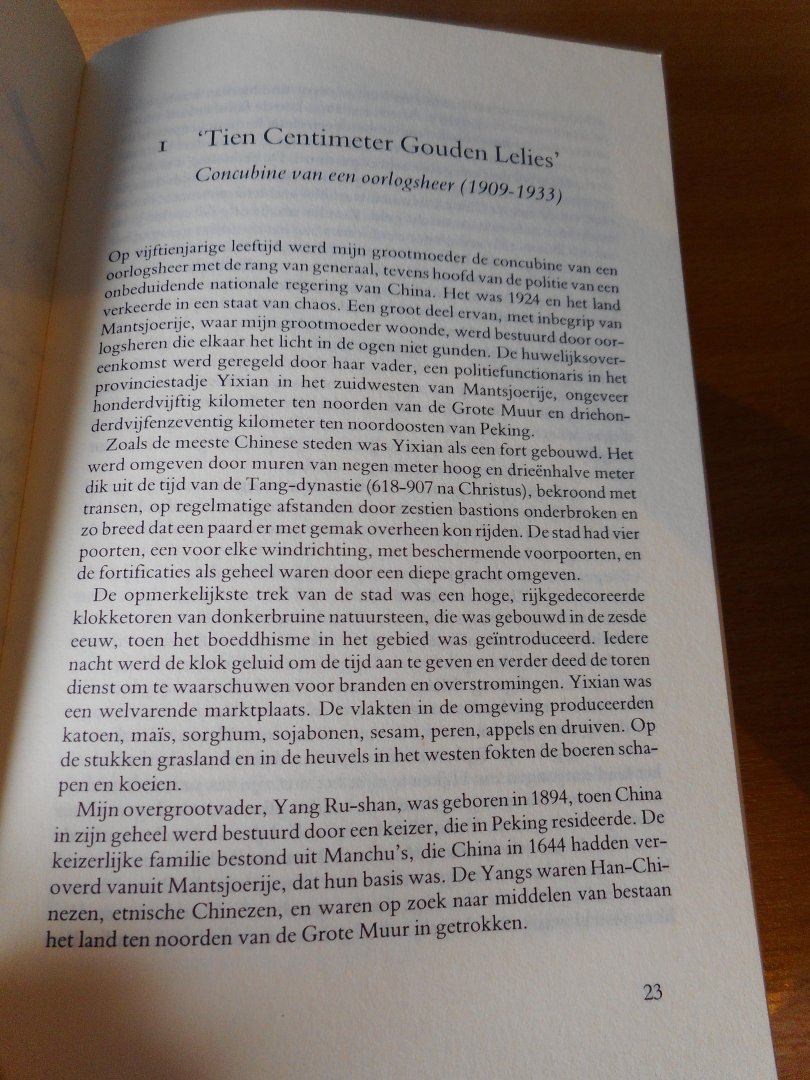 1 ‘Tien Centimeter Gouden Lelies’
Concubine van een oorlogsheer (1909-1933)
Op vijftienjarige leeftijd werd mijn grootmoeder de concubine van een
oorlogsheer met de rang van generaal, tevens hoofd van de politie van een
onbeduidende nationale regering van China. Het was 1924 en het land
verkeerde in een staat van chaos. Een groot deel ervan, met inbegrip van
Mantsjoerije, waar mijn grootmoeder woonde, werd bestuurd door oor-
logsheren die elkaar het licht in de ogen niet gunden. De huwelijksover-
eenkomst werd geregeld door haar vader, een politiefunctionaris in het
provinciestadje Yixian in het zuidwesten van Mantsjoerije, ongeveer
honderdvijftig kilometer ten noorden van de Grote Muur en driehon-
derdvijfenzeventig kilometer ten noordoosten van Peking.
Zoals de meeste Chinese steden was Yixian als een fort gebouwd. Het
werd omgeven door muren van negen meter hoog en drieënhalve meter
dik uit de tijd van de Tang-dynastie (618-907 na Christus), bekroond met
transen, op regelmatige afstanden door zestien bastions onderbroken en
zo breed dat een paard er met gemak overheen kon rijden. De stad had vier
poorten, een voor elke windrichting, met beschermende voorpoorten, en
de fortificaties als geheel waren door een diepe gracht omgeven.
De opmerkelijkste trek van de stad was een hoge, rijkgedecoreerde
klokketoren van donkerbruine natuursteen, die was gebouwd in de zesde
eeuw, toen het boeddhisme in het gebied was geïntroduceerd. Iedere
nacht werd de klok geluid om de tijd aan te geven en verder deed de toren
dienst om te waarschuwen voor branden en overstromingen. Yixian was
een welvarende marktplaats. De vlakten in de omgeving produceerden
katoen, maïs, sorghum, sojabonen, sesam, peren, appels en druiven. Op
de stukken grasland en in de heuvels in het westen fokten de boeren scha-
pen en koeien.
Mijn overgrootvader, Yang Ru-shan, was geboren in 1894, toen China
in zijn geheel werd bestuurd door een keizer, die in Peking resideerde. De
keizerlijke familie bestond uit Manchu’s, die China in 1644 hadden ver-
overd vanuit Mantsjoerije, dat hun basis was. De Yangs waren Han-Chi-
nezen, etnische Chinezen, en waren op zoek naar middelen van bestaan
het land ten noorden van de Grote Muur in getrokken.
23